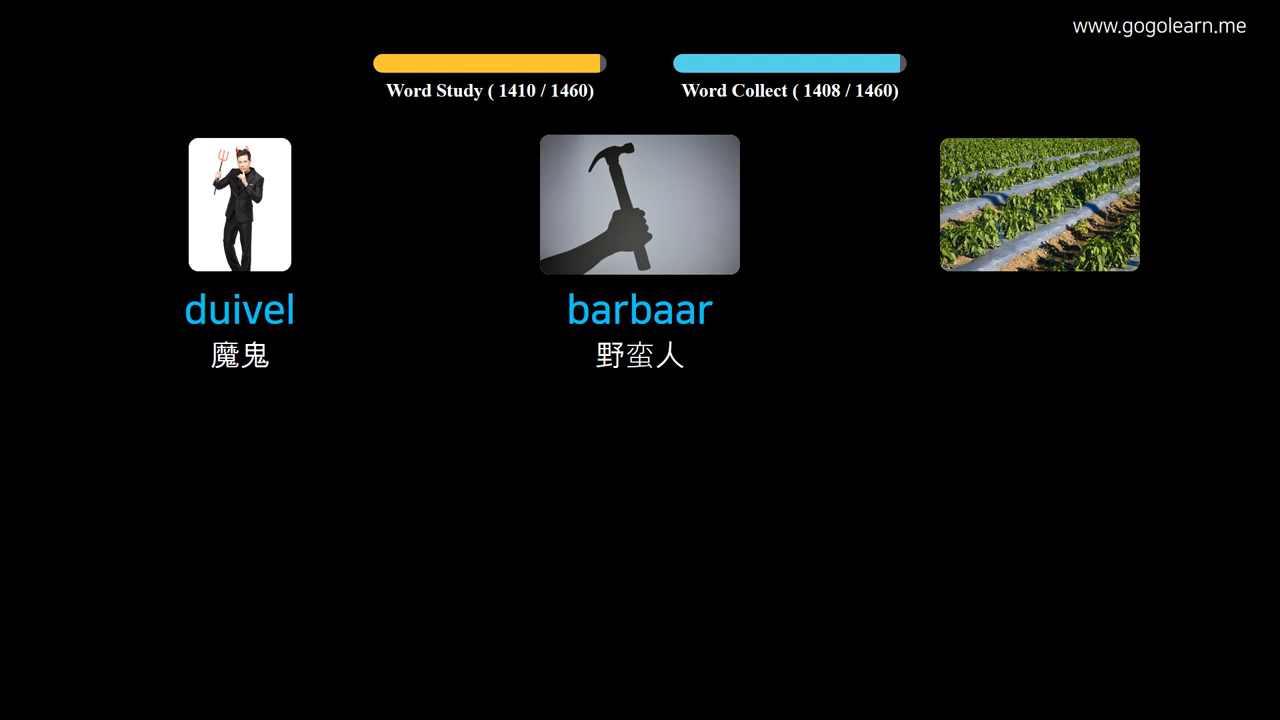 www.gogolearn.me
Word Study ( 1410 / 1460)
Word Collect ( 1408 / 1460)
duivel
魔鬼
barbaar
野蛮人